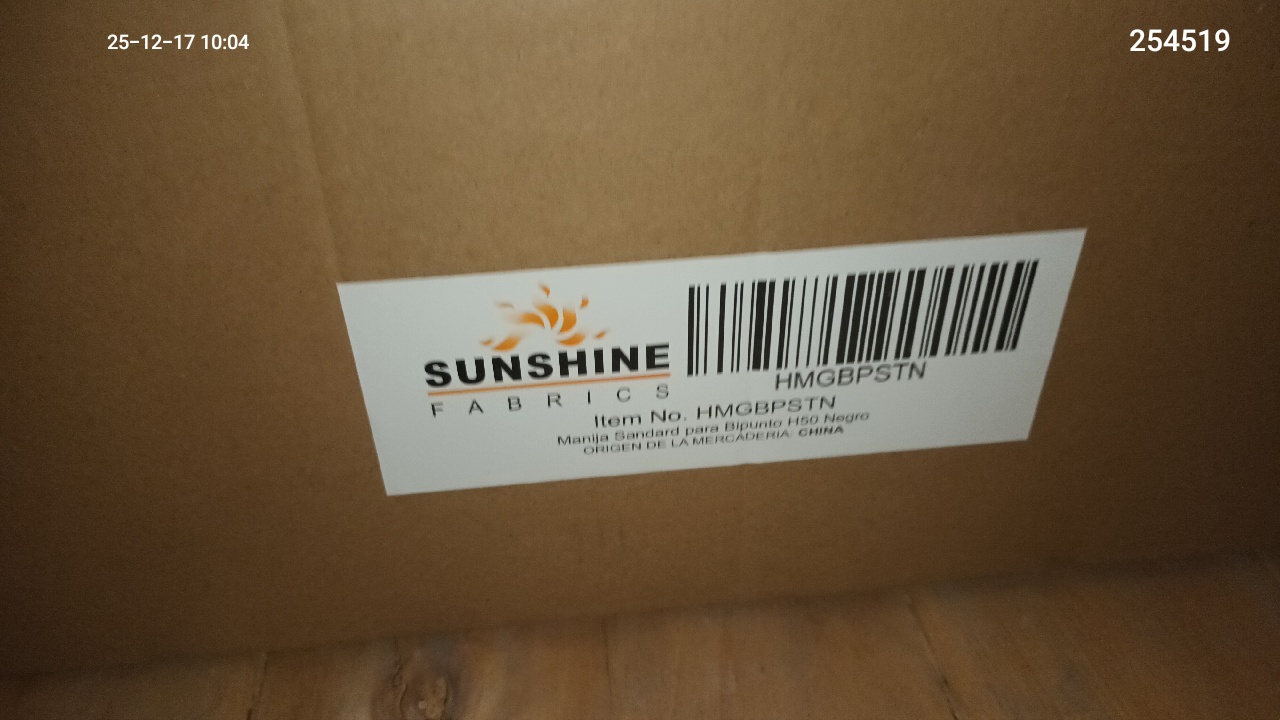 25-12-17 10:04
254519
SUNSHINE
FABRICS
HMGBPSTN
Item No. HMGBPSTN
Manija Sandard para Bipunto H50 Negro
ORIGEN DE LA MERCADERIA: CHINA